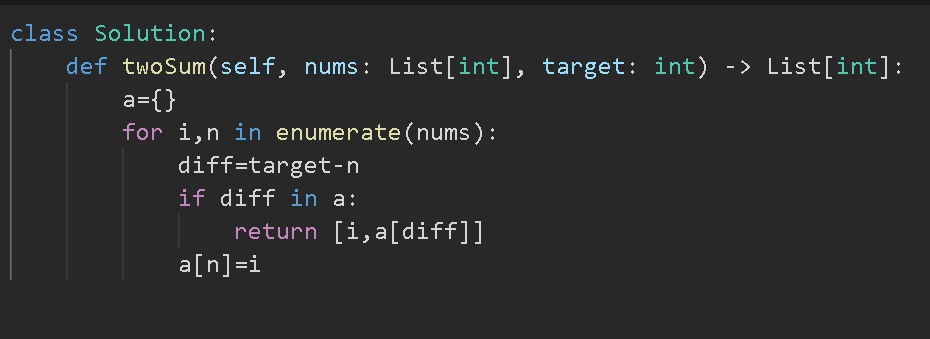 class Solution:
    def twoSum(self, nums: List[int], target: int) -> List[int]:
        a={}
        for i,n in enumerate(nums):
            diff=target-n
            if diff in a:
                return [i,a[diff]]
            a[n]=i